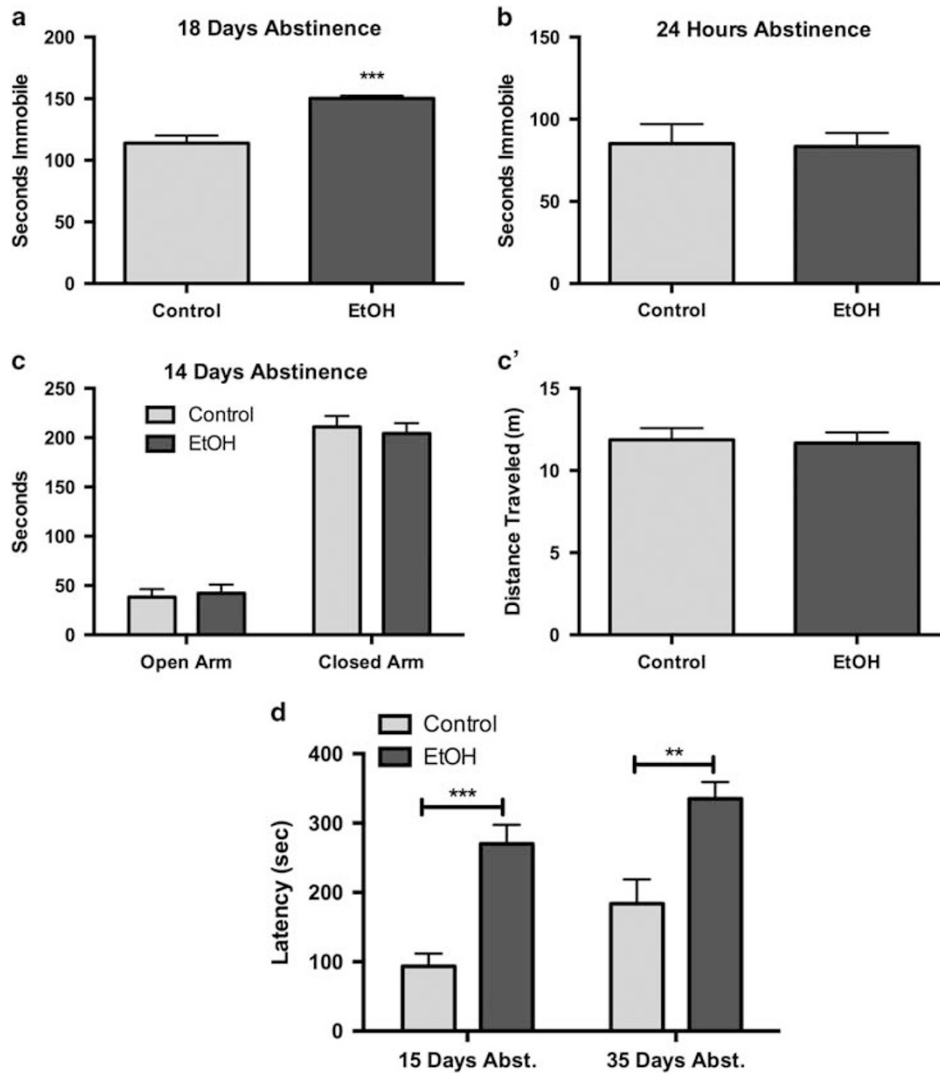 a
18 Days Abstinence
Seconds Immobile
200
150
100
50
0
***
Control
EtOH
b
24 Hours Abstinence
Seconds Immobile
150
100
50
0
Control
EtOH
c
14 Days Abstinence
Seconds
250
200
150
100
50
0
Control
EtOH
Open Arm
Closed Arm
c’
Distance Traveled (m)
15
10
5
0
Control
EtOH
d
Control
EtOH
Latency (sec)
400
300
200
100
0
***
**
15 Days Abst.
35 Days Abst.